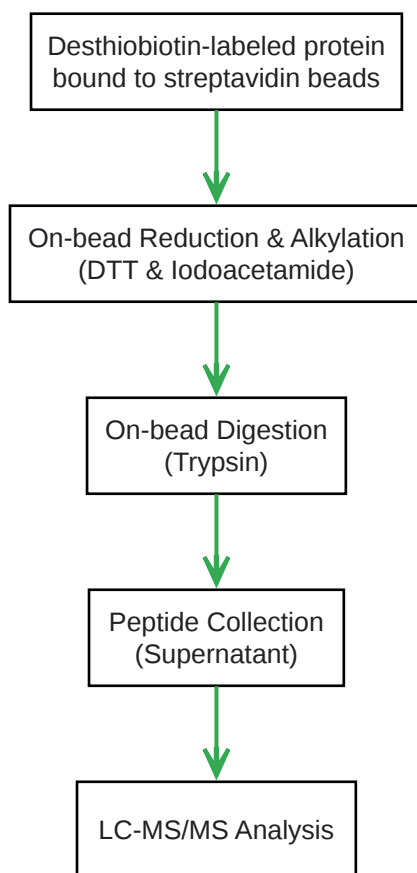 Desthiobiotin-labeled protein
bound to streptavidin beads
On-bead Reduction & Alkylation
(DTT & Iodoacetamide)
On-bead Digestion
(Trypsin)
Peptide Collection
(Supernatant)
LC-MS/MS Analysis